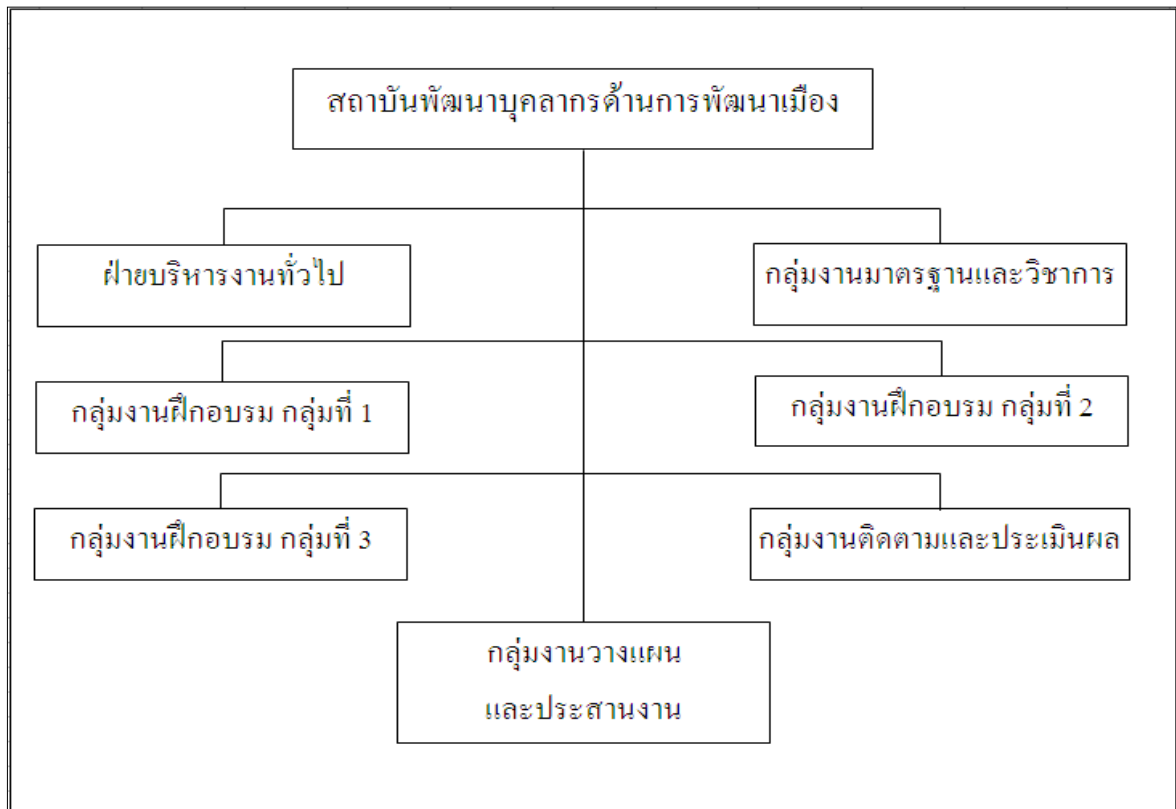 สถาบันพัฒนาบุคลากรด้านการพัฒนาเมือง
ฝ่ายบริหารงานทั่วไป
กลุ่มงานมาตรฐานและวิชาการ
กลุ่มงานฝึกอบรม กลุ่มที่ 1
กลุ่มงานฝึกอบรม กลุ่มที่ 2
กลุ่มงานฝึกอบรม กลุ่มที่ 3
กลุ่มงานติดตามและประเมินผล
กลุ่มงานวางแผน
และประสานงาน